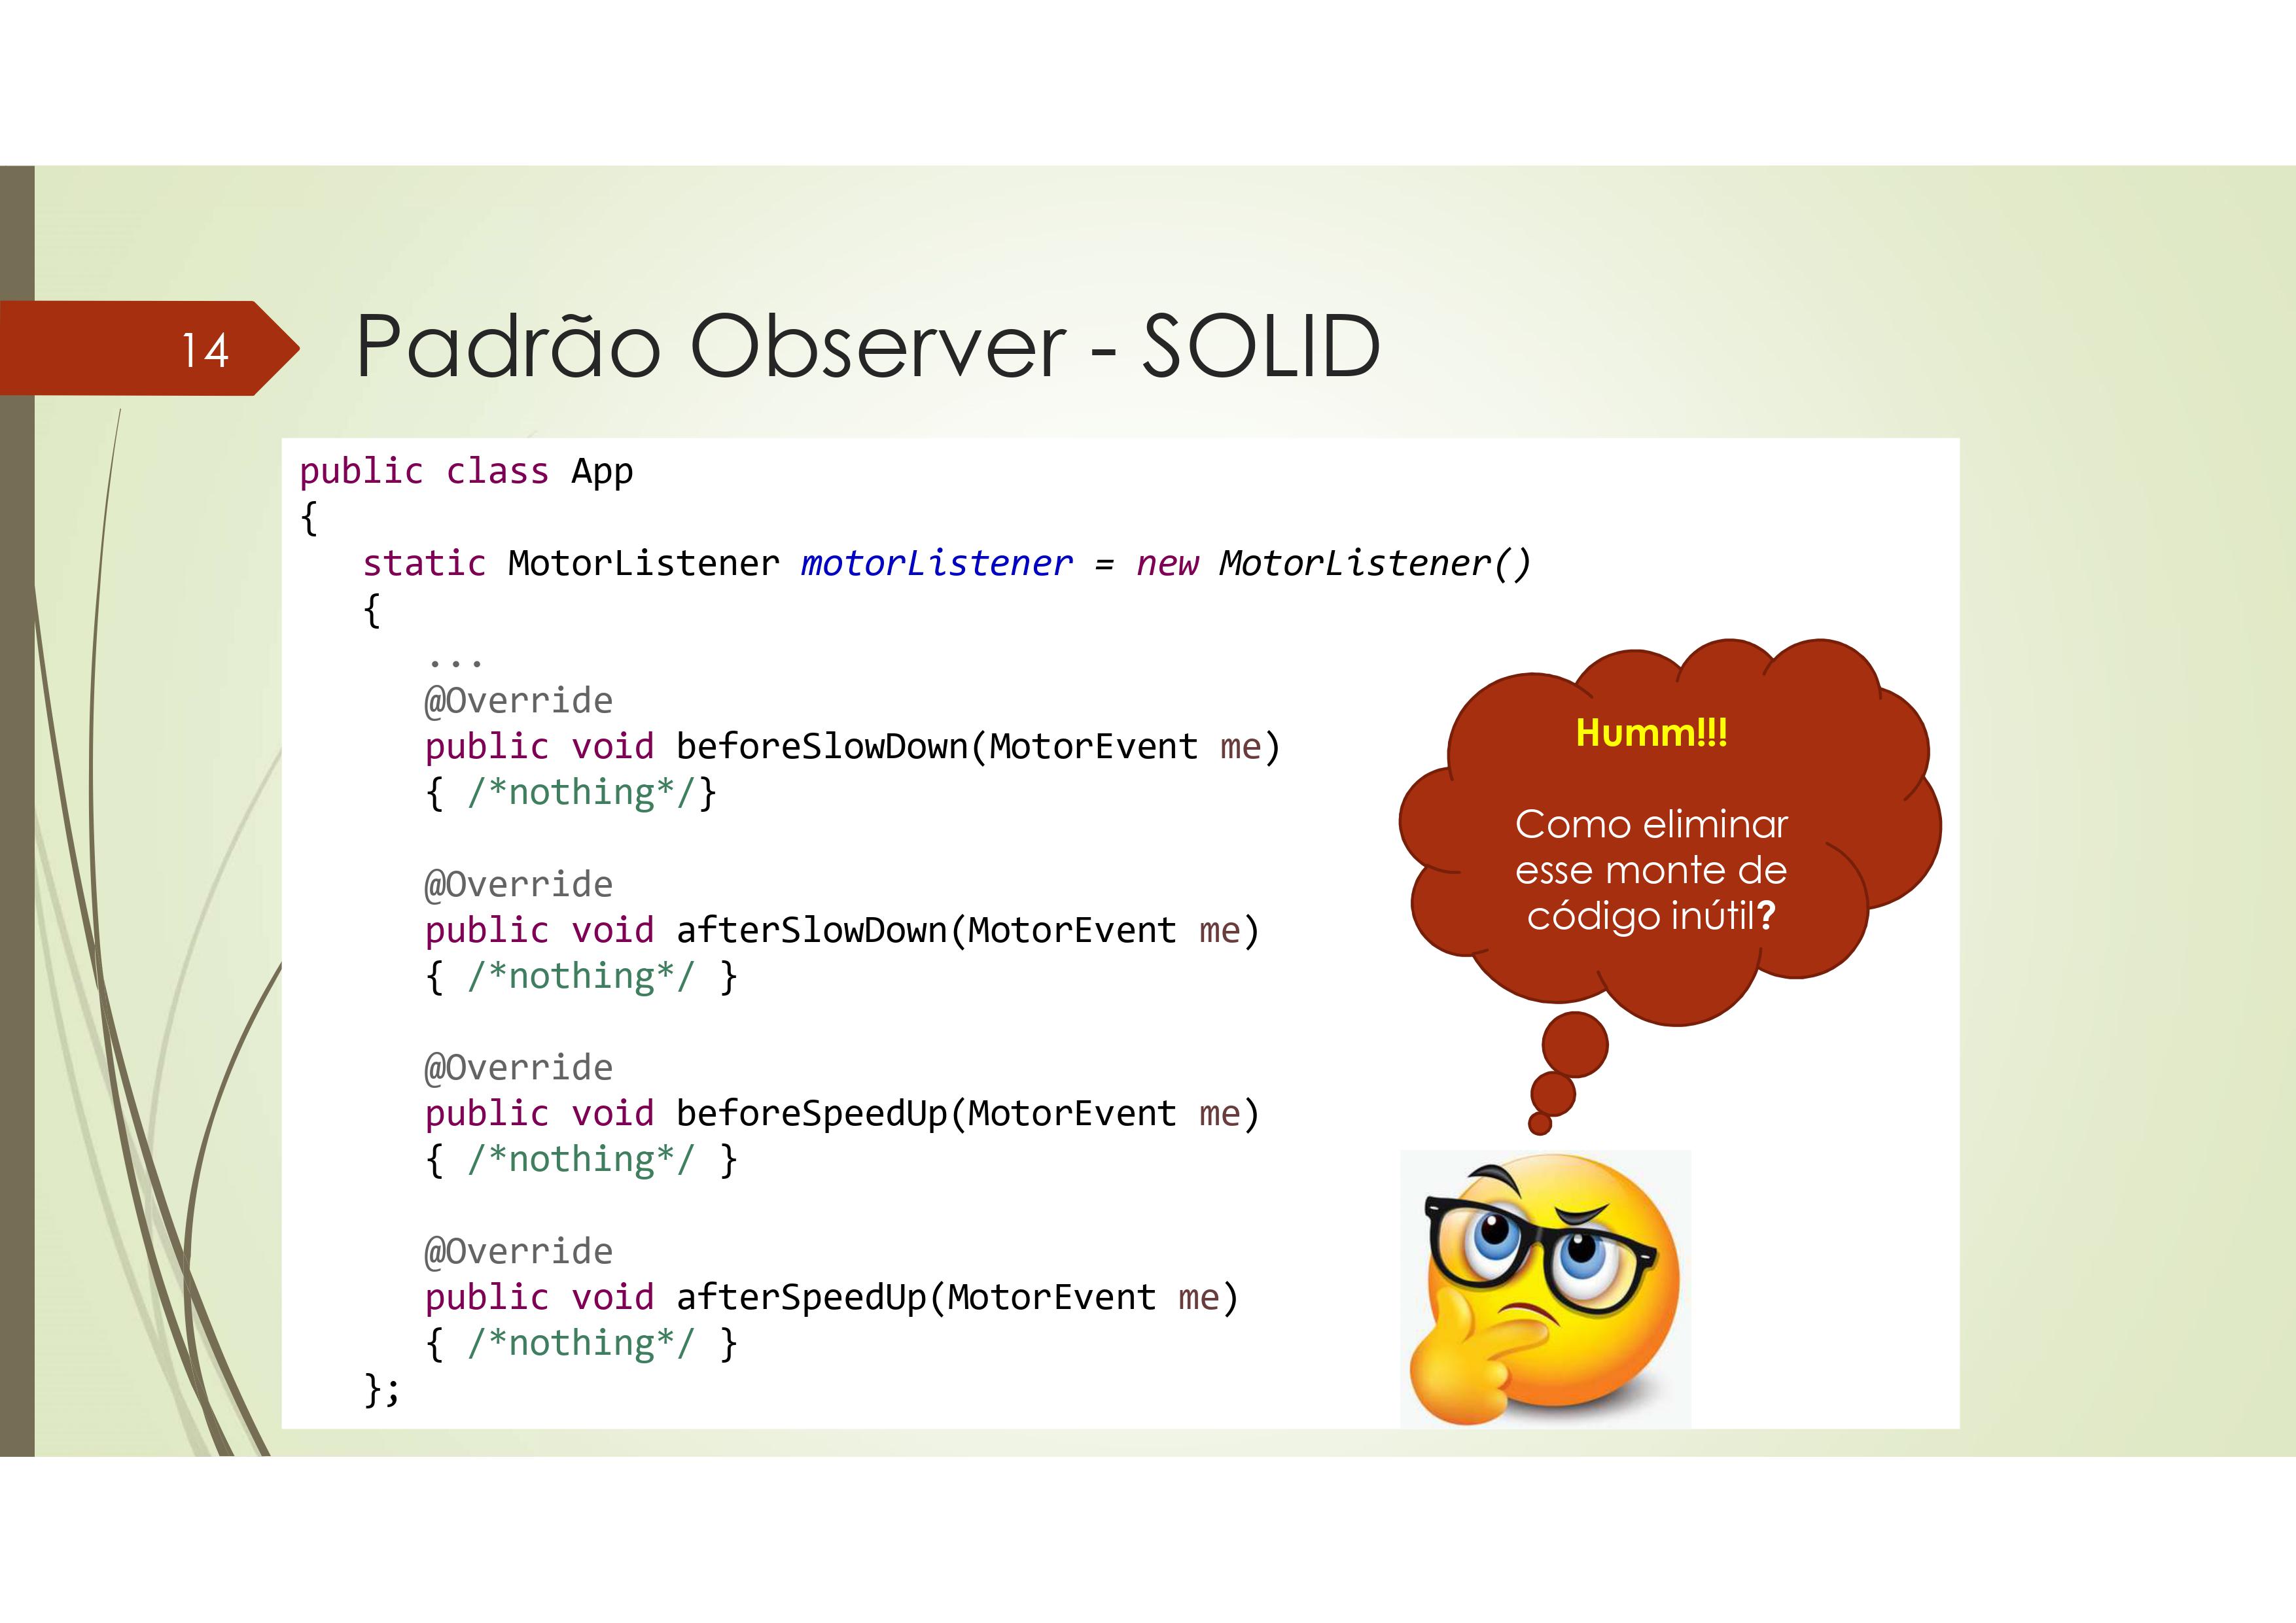 14
Padrão Observer - SOLID
public class App
{
static MotorListener motorListener = new MotorListener()
{
...
@Override
public void beforeSlowDown(MotorEvent me)
{ /*nothing*/}
@Override
public void afterSlowDown(MotorEvent me)
{ /*nothing*/ }
@Override
public void beforeSpeedUp(MotorEvent me)
{ /*nothing*/ }
@Override
public void afterSpeedUp(MotorEvent me)
{ /*nothing*/ }
};
Humm!!!
Como eliminar
esse monte de
código inútil?